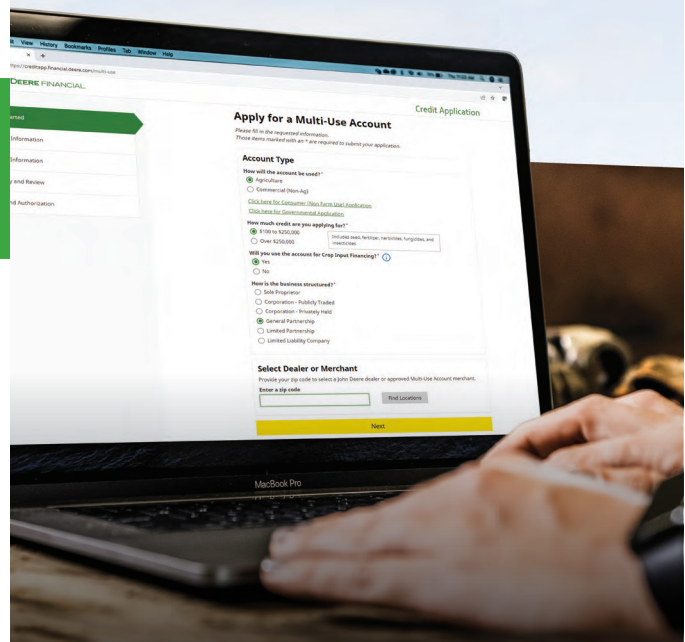 View History Bookmarks Profiles Tab Window Help
https://creditapp.financial.deere.com/multi-use
DEERE FINANCIAL
Credit Application
Information
Information
and Review
Authorization
Apply for a Multi-Use Account
Please fill in the requested information.
Those items marked with an * are required to submit your application.
Account Type
How will the account be used?*
Agriculture
Commercial (Non-Ag)
Click here for Consumer (Non Farm Use) Application
Click here for Governmental Application
How much credit are you applying for?*
$100 to $250,000
Over $250,000
Includes seed, fertilizer, herbicides, fungicides, and
insecticides
Will you use the account for Crop Input Financing?*
Yes
No
How is the business structured?*
Sole Proprietor
Corporation - Publicly Traded
Corporation - Privately Held
General Partnership
Limited Partnership
Limited Liability Company
Select Dealer or Merchant
Provide your zip code to select a John Deere dealer or approved Multi-Use Account merchant.
Enter a zip code
Find Locations
Next
MacBook Pro